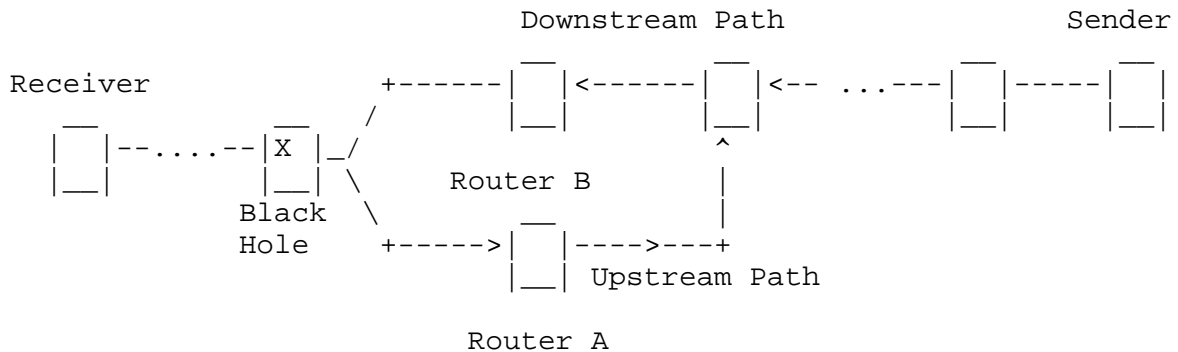 Downstream Path Sender
Receiver +------| |<------| |<-- ...---| |-----| |
| |--....--|X |_/
Router B
Black
Hole +----->| |---->---+
Upstream Path
Router A